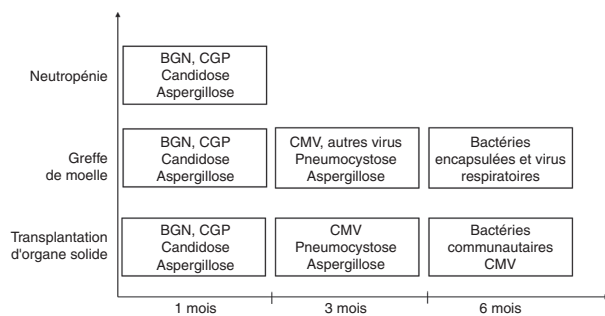 Neutropénie
BGN, CGP
Candidose
Aspergillose
Greffe
de moelle
BGN, CGP
Candidose
Aspergillose
CMV, autres virus
Pneumocystose
Aspergillose
Bactéries
encapsulées et virus
respiratoires
Transplantation
d'organe solide
BGN, CGP
Candidose
Aspergillose
CMV
Pneumocystose
Aspergillose
Bactéries
communautaires
CMV
1 mois
3 mois
6 mois